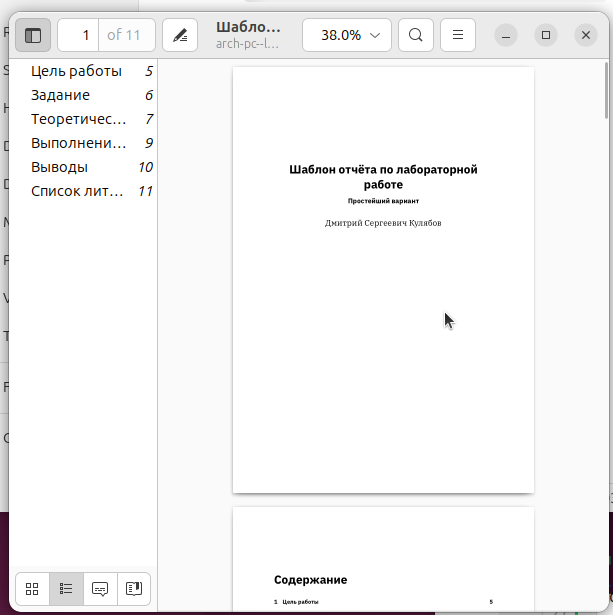 1 of 11
Шабло…
arch-pc--l…
38.0%
Цель работы 5
Задание 6
Теоретичес… 7
Выполнени… 9
Выводы 10
Список лит… 11
Шаблон отчёта по лабораторной
работе
Простейший вариант
Дмитрий Сергеевич Кулябов
Содержание
1 Цель работы 5